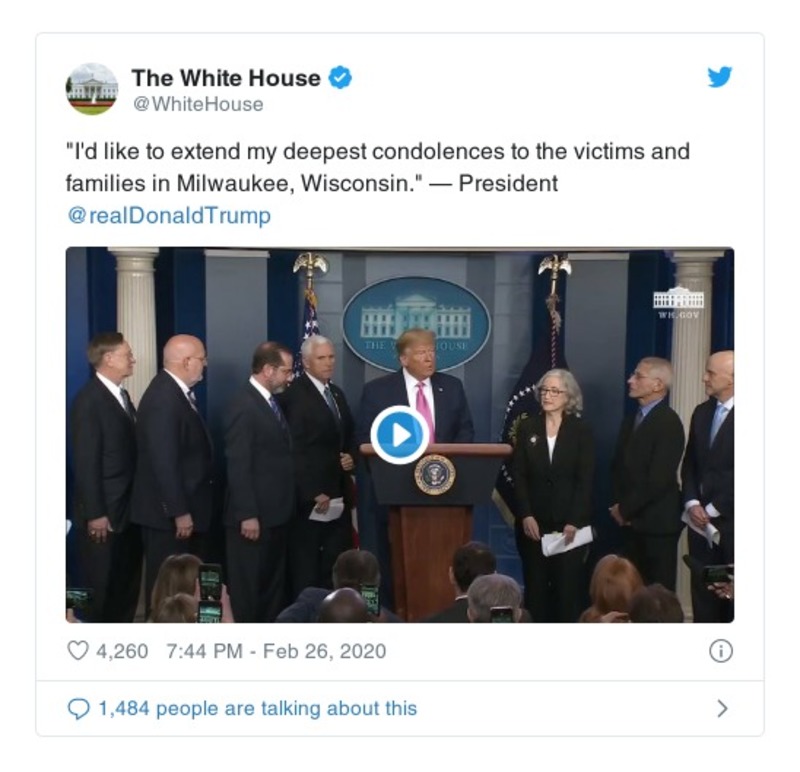 The White House
@WhiteHouse
"I'd like to extend my deepest condolences to the victims and
families in Milwaukee, Wisconsin." — President
@realDonaldTrump
WH.GOV
THE WHITE HOUSE
4,260 7:44 PM - Feb 26, 2020
1,484 people are talking about this